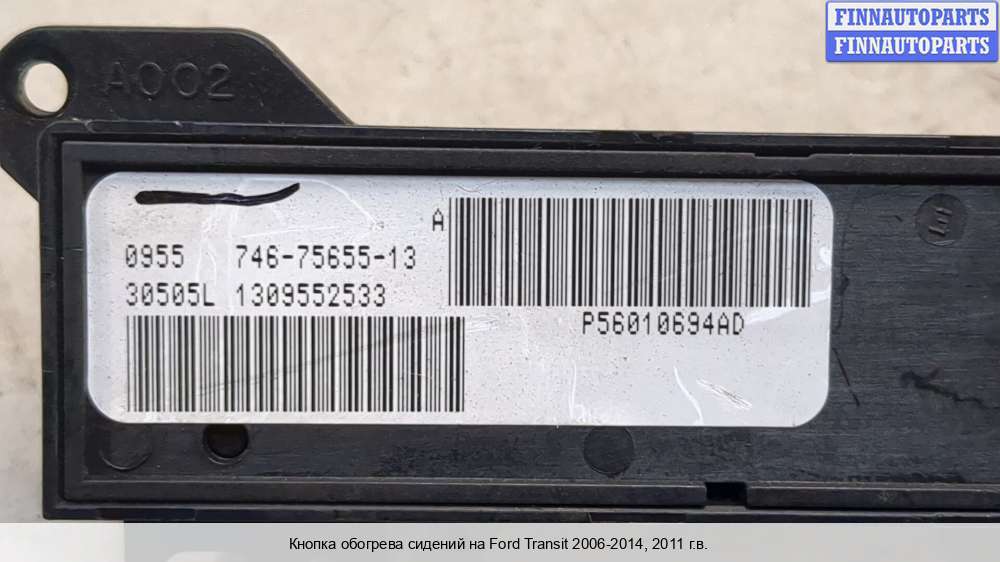 FINNAUTOPARTS
FINNAUTOPARTS
A002
A
0955 746-75655-13
30505L 1309552533
P56010694AD
Кнопка обогрева сидений на Ford Transit 2006-2014, 2011 г.в.